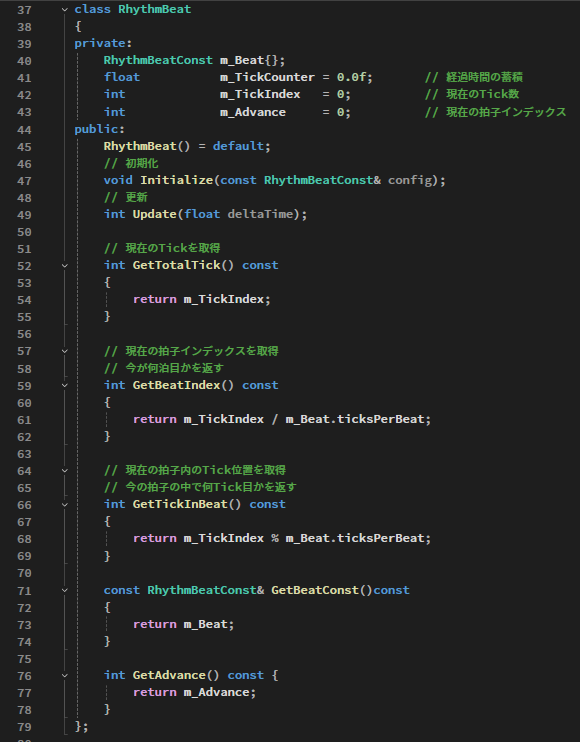 37 class RhythmBeat
38 {
39 private:
40 RhythmBeatConst m_Beat{};
41 float m_TickCounter = 0.0f; // 経過時間の蓄積
42 int m_TickIndex = 0; // 現在のTick数
43 int m_Advance = 0; // 現在の拍子インデックス
44 public:
45 RhythmBeat() = default;
46 // 初期化
47 void Initialize(const RhythmBeatConst& config);
48 // 更新
49 int Update(float deltaTime);
50
51 // 現在のTickを取得
52 int GetTotalTick() const
53 {
54 return m_TickIndex;
55 }
56
57 // 現在の拍子インデックスを取得
58 // 今が何泊目かを返す
59 int GetBeatIndex() const
60 {
61 return m_TickIndex / m_Beat.ticksPerBeat;
62 }
63
64 // 現在の拍子内のTick位置を取得
65 // 今の拍子の中で何Tick目かを返す
66 int GetTickInBeat() const
67 {
68 return m_TickIndex % m_Beat.ticksPerBeat;
69 }
70
71 const RhythmBeatConst& GetBeatConst()const
72 {
73 return m_Beat;
74 }
75
76 int GetAdvance() const {
77 return m_Advance;
78 }
79 };